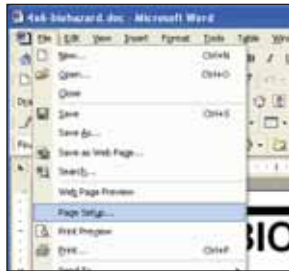 4x6-biohazard.doc - Microsoft Word
File Edit View Insert Format Tools Table
New... Ctrl+N
Open... Ctrl+O
Close
Save Ctrl+S
Save As...
Save as Web Page...
Search...
Web Page Preview
Page Setup...
Print Preview
Print... Ctrl+P
BIO